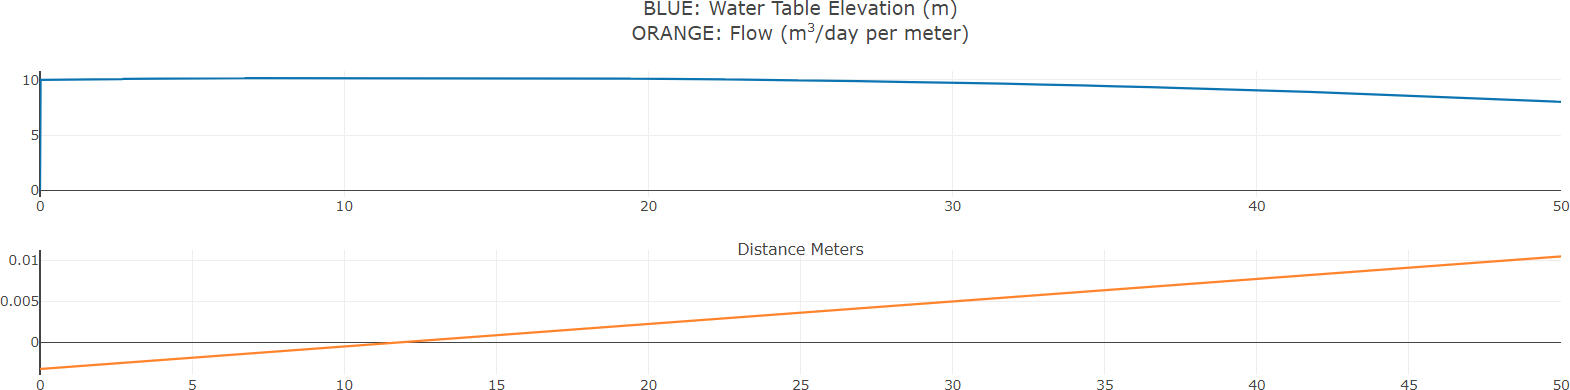 BLUE: Water Table Elevation (m)
ORANGE: Flow (m³/day per meter)
10
5
0
0 10 20 30 40 50
Distance Meters
0.01
0.005
0
0 5 10 15 20 25 30 35 40 45 50